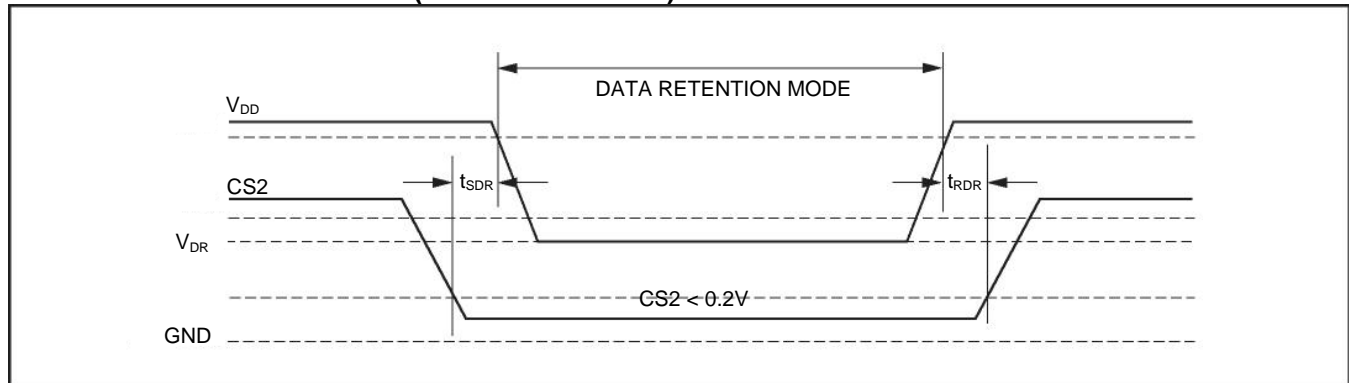 DATA RETENTION MODE
VDD
tSDR
tRDR
CS2
VDR
CS2 < 0.2V
GND